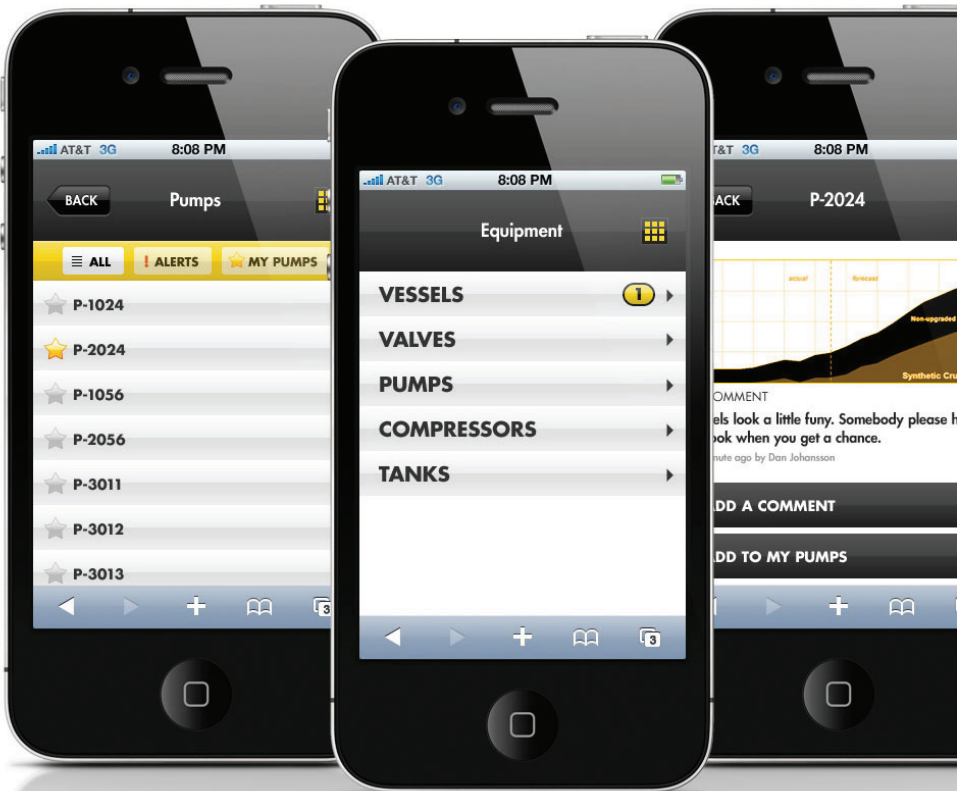 AT&T 3G 8:08 PM
BACK Pumps
ALL ! ALERTS MY PUMPS
P-1024
P-2024
P-1056
P-2056
P-3011
P-3012
P-3013
3
AT&T 3G 8:08 PM
Equipment
VESSELS 1
VALVES
PUMPS
COMPRESSORS
TANKS
3
T&T 3G 8:08 PM
ACK P-2024
actual forecast
Non-upgraded
Synthetic Cru
OMMENT
els look a little funy. Somebody please h
ok when you get a chance.
nute ago by Dan Johansson
DD A COMMENT
DD TO MY PUMPS